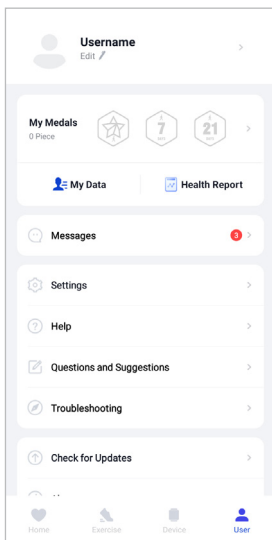 Username
Edit
My Medals
0 Piece
7
21
My Data
Health Report
Messages
3
Settings
Help
Questions and Suggestions
Troubleshooting
Check for Updates
Home
Exercise
Device
User